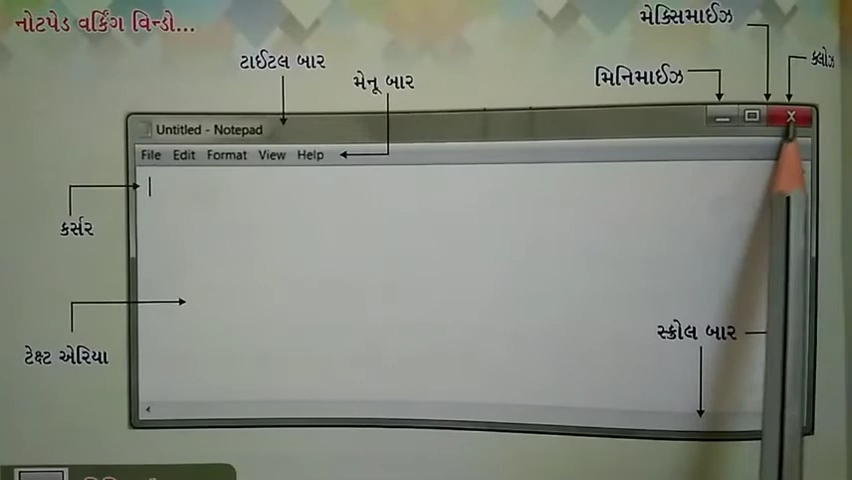 નોટપેડ વર્કિંગ વિન્ડો...
મેક્સિમાઈઝ
ટાઈટલ બાર
મેનૂ બાર
મિનિમાઈઝ
ક્લોઝ
Untitled - Notepad
File Edit Format View Help
કર્સર
ટેક્ષ્ટ એરિયા
સ્ક્રોલ બાર